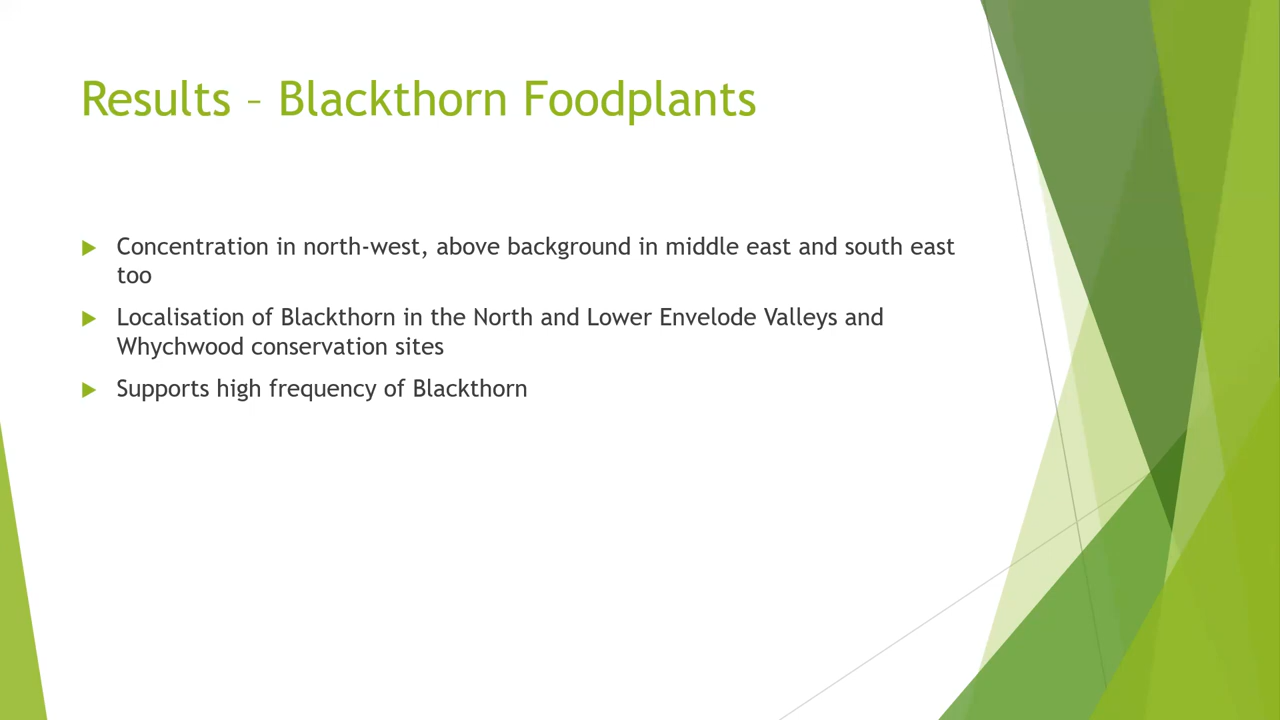 Results – Blackthorn Foodplants
Concentration in north-west, above background in middle east and south east
too
Localisation of Blackthorn in the North and Lower Envelode Valleys and
Whychwood conservation sites
Supports high frequency of Blackthorn